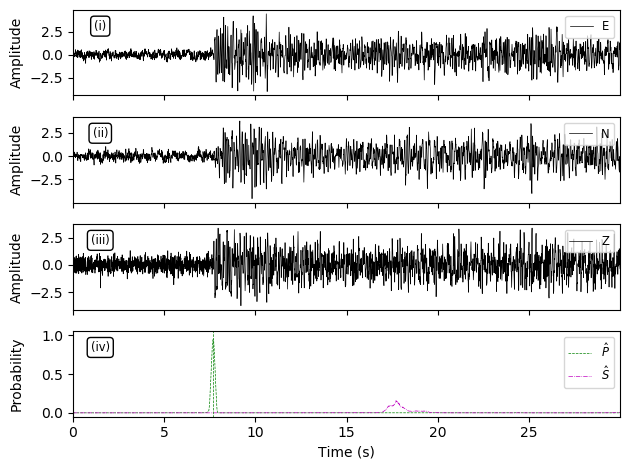 (i)
E
Amplitude
2.5
0.0
−2.5
(ii)
N
Amplitude
2.5
0.0
−2.5
(iii)
Z
Amplitude
2.5
0.0
−2.5
(iv)
P̂
Ŝ
Probability
1.0
0.5
0.0
0 5 10 15 20 25
Time (s)